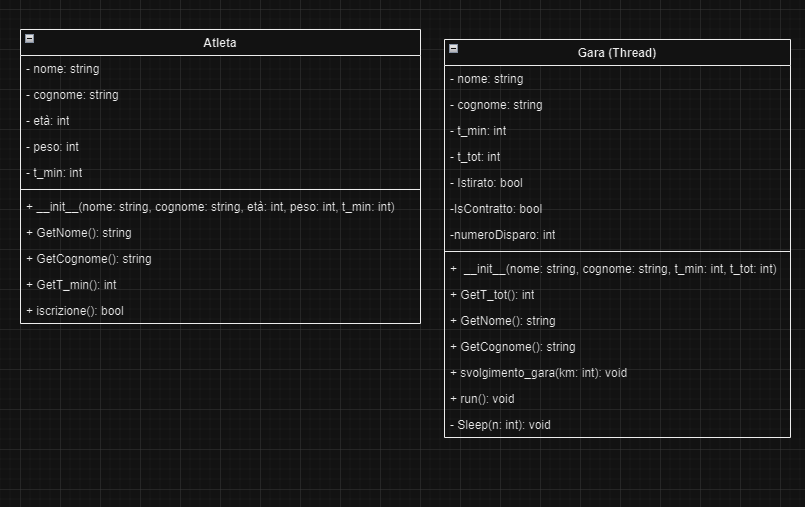 Atleta
- nome: string
- cognome: string
- età: int
- peso: int
- t_min: int
+ __init__(nome: string, cognome: string, età: int, peso: int, t_min: int)
+ GetNome(): string
+ GetCognome(): string
+ GetT_min(): int
+ iscrizione(): bool
Gara (Thread)
- nome: string
- cognome: string
- t_min: int
- t_tot: int
- Istirato: bool
-IsContratto: bool
-numeroDisparo: int
+ __init__(nome: string, cognome: string, t_min: int, t_tot: int)
+ GetT_tot(): int
+ GetNome(): string
+ GetCognome(): string
+ svolgimento_gara(km: int): void
+ run(): void
- Sleep(n: int): void